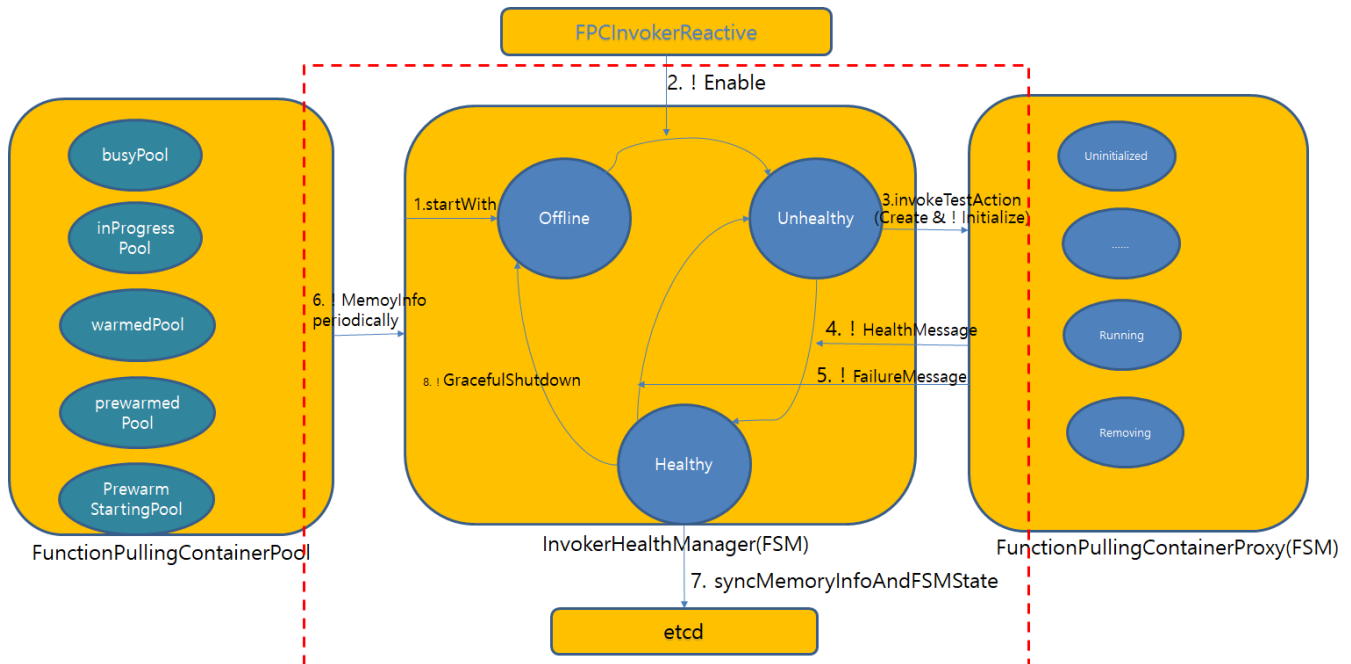 FPCInvokerReactive
2. ! Enable
busyPool
inProgress
Pool
warmedPool
prewarmed
Pool
Prewarm
StartingPool
FunctionPullingContainerPool
1.startWith
Offline
Unhealthy
3.invokeTestAction
(Create & ! Initialize)
6. ! MemoyInfo
periodically
4. ! HealthMessage
5. ! FailureMessage
8. ! GracefulShutdown
Healthy
InvokerHealthManager(FSM)
7. syncMemoryInfoAndFSMState
etcd
Uninitialized
......
Running
Removing
FunctionPullingContainerProxy(FSM)